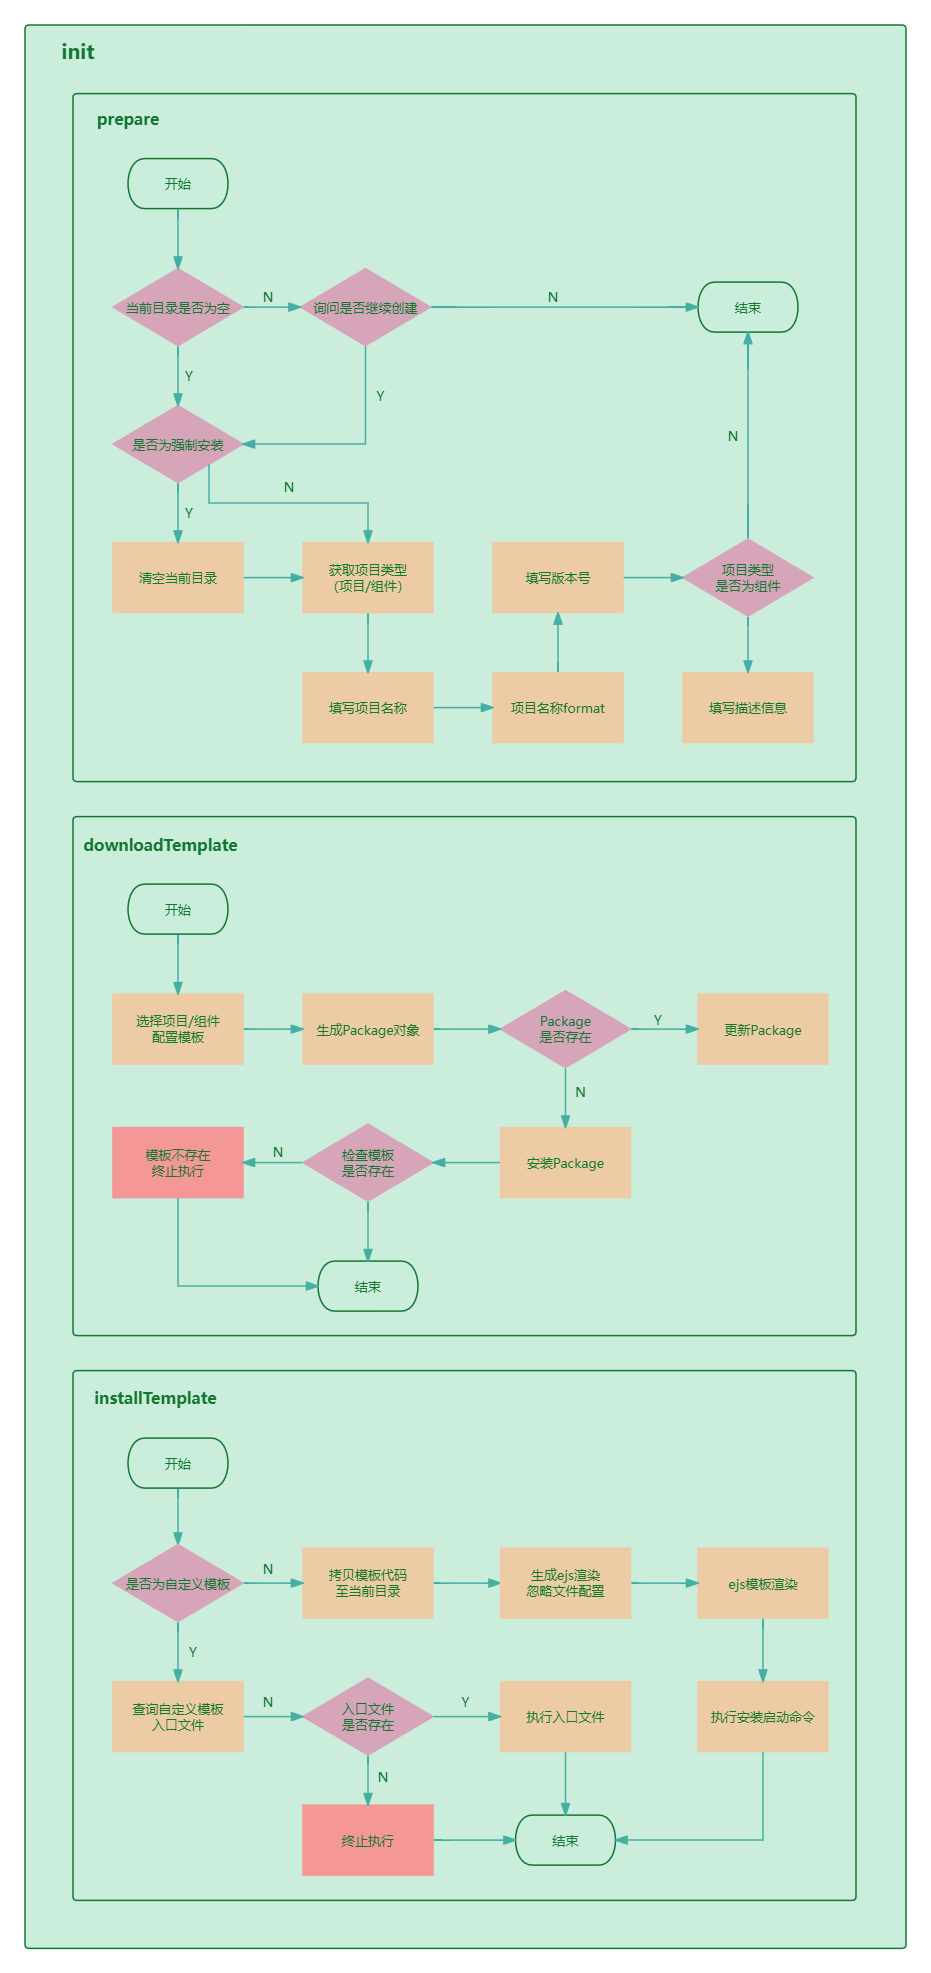 init
prepare
开始
当前目录是否为空
N
询问是否继续创建
N
结束
Y
Y
是否为强制安装
N
Y
N
清空当前目录
获取项目类型
（项目/组件）
填写版本号
项目类型
是否为组件
填写项目名称
项目名称format
填写描述信息
downloadTemplate
开始
选择项目/组件
配置模板
生成Package对象
Package
是否存在
Y
更新Package
N
模板不存在
终止执行
N
检查模板
是否存在
安装Package
结束
installTemplate
开始
是否为自定义模板
N
拷贝模板代码
至当前目录
生成ejs渲染
忽略文件配置
ejs模板渲染
Y
查询自定义模板
入口文件
N
入口文件
是否存在
Y
执行入口文件
执行安装启动命令
N
终止执行
结束